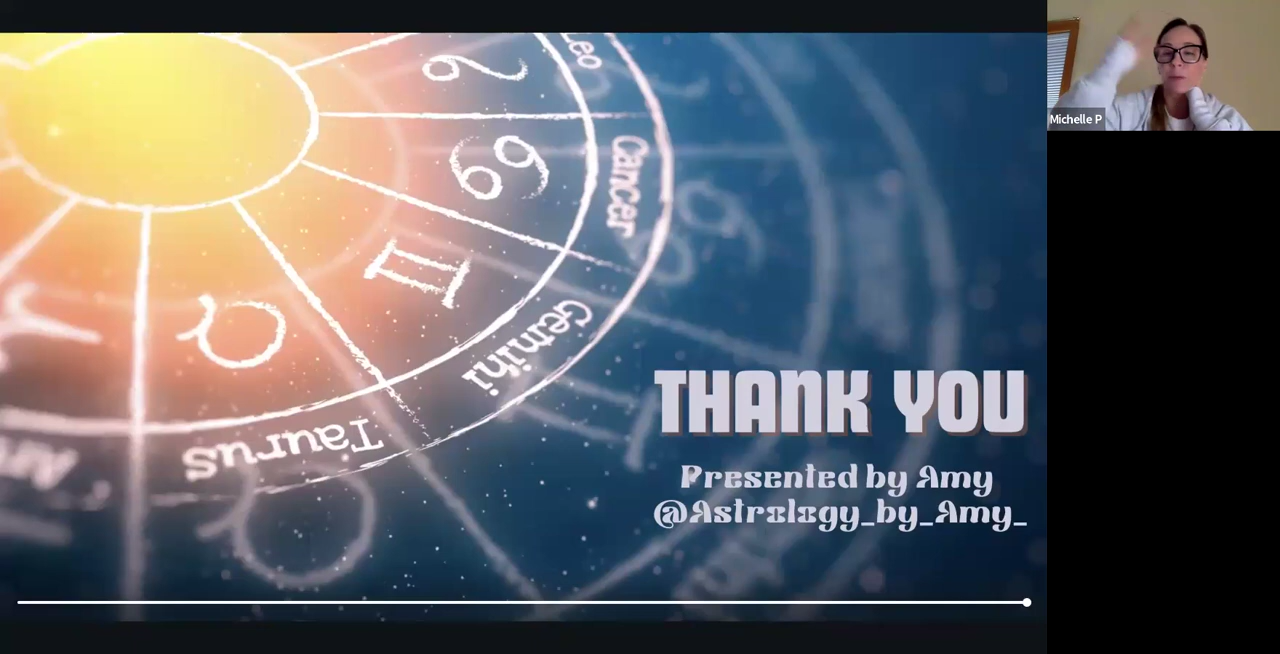 Leo
Cancer
Gemini
Taurus
THANK YOU
Presented by Amy
@Astrology_by_Amy_
Michelle P